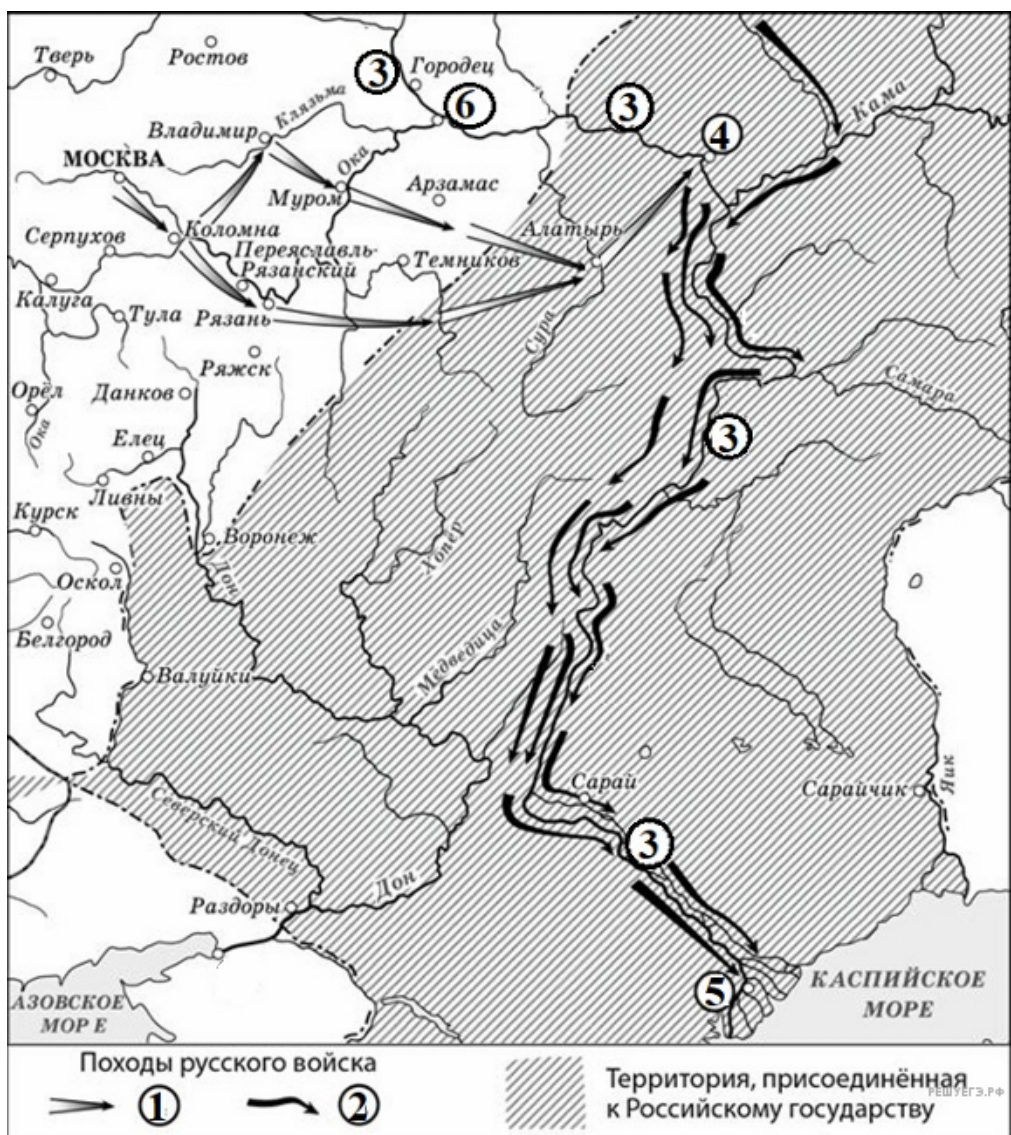 Тверь
Ростов
3
Городец
6
3
4
Кама
Клязьма
Владимир
МОСКВА
Ока
Муром
Арзамас
Алатырь
Серпухов
Коломна
Переяславль-
Рязанский
Темников
Калуга
Тула
Рязань
Сура
Ряжск
Орёл
Данков
Самара
Ока
Елец
3
Ливны
Курск
Воронеж
Хопёр
Дон
Оскол
Белгород
Медведица
Валуйки
Сарай
Сарайчик
Яик
Северский Донец
3
Дон
Раздоры
5
КАСПИЙСКОЕ
МОРЕ
АЗОВСКОЕ
МОРЕ
Походы русского войска
1
2
Территория, присоединённая
к Российскому государству
РЕШУЕГЭ.РФ